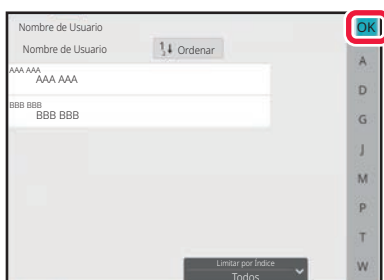 Nombre de Usuario
OK
Nombre de Usuario
1↓ Ordenar
AAA AAA
AAA AAA
BBB BBB
BBB BBB
A
D
G
J
M
P
T
W
Limitar por Índice
Todos